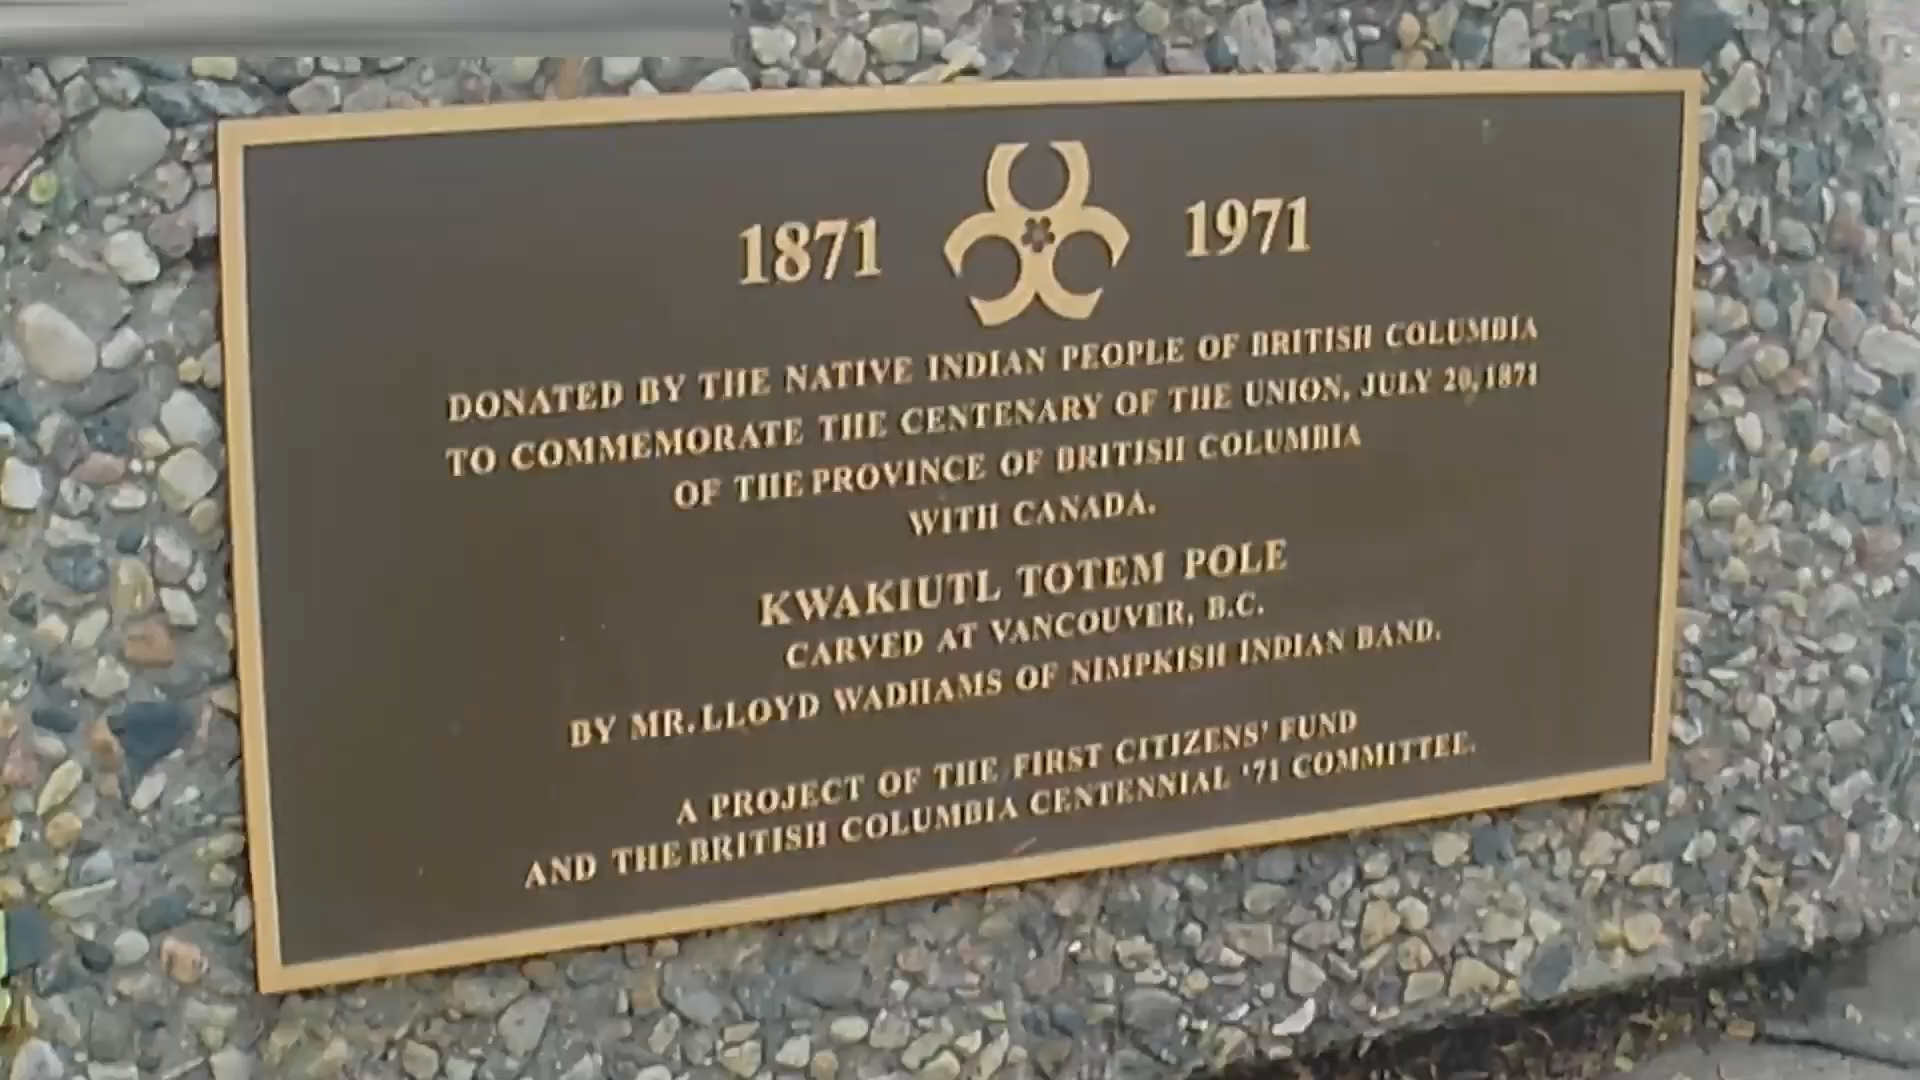 1871 1971
DONATED BY THE NATIVE INDIAN PEOPLE OF BRITISH COLUMBIA
TO COMMEMORATE THE CENTENARY OF THE UNION, JULY 20, 1871
OF THE PROVINCE OF BRITISH COLUMBIA
WITH CANADA.
KWAKIUTL TOTEM POLE
CARVED AT VANCOUVER, B.C.
BY MR. LLOYD WADHAMS OF NIMPKISH INDIAN BAND.
A PROJECT OF THE FIRST CITIZENS' FUND
AND THE BRITISH COLUMBIA CENTENNIAL '71 COMMITTEE.